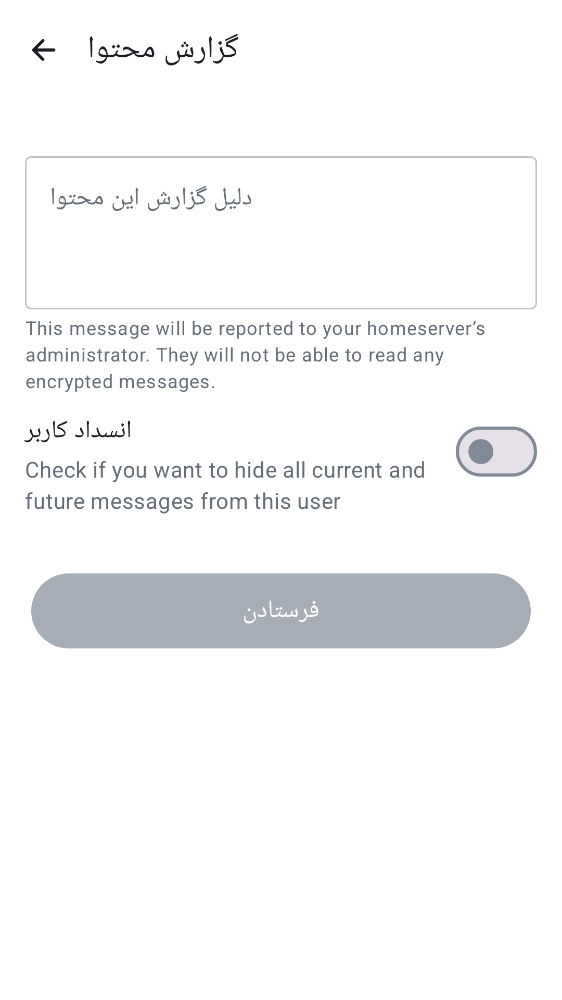 گزارش محتوا
دلیل گزارش این محتوا
This message will be reported to your homeserver’s
administrator. They will not be able to read any
encrypted messages.
انسداد کاربر
Check if you want to hide all current and
future messages from this user
فرستادن